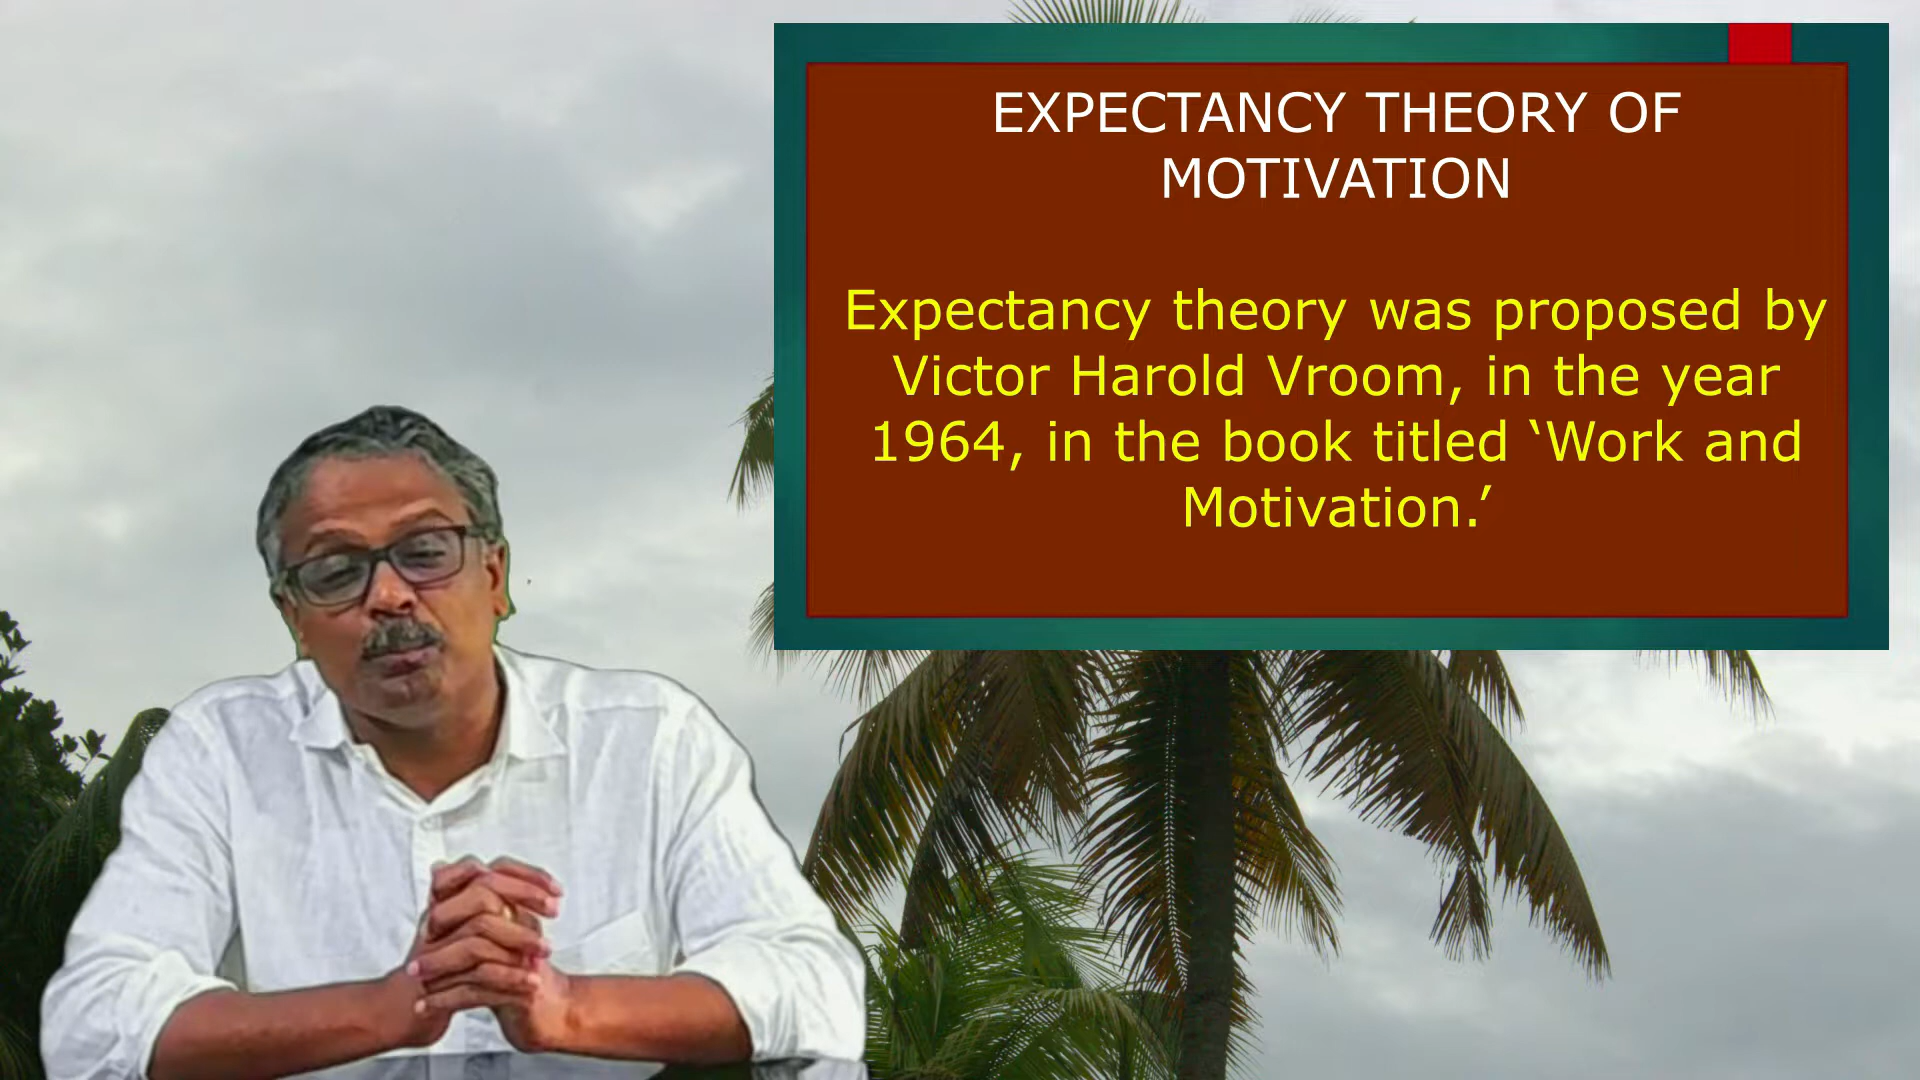 EXPECTANCY THEORY OF
MOTIVATION
Expectancy theory was proposed by
Victor Harold Vroom, in the year
1964, in the book titled ‘Work and
Motivation.’